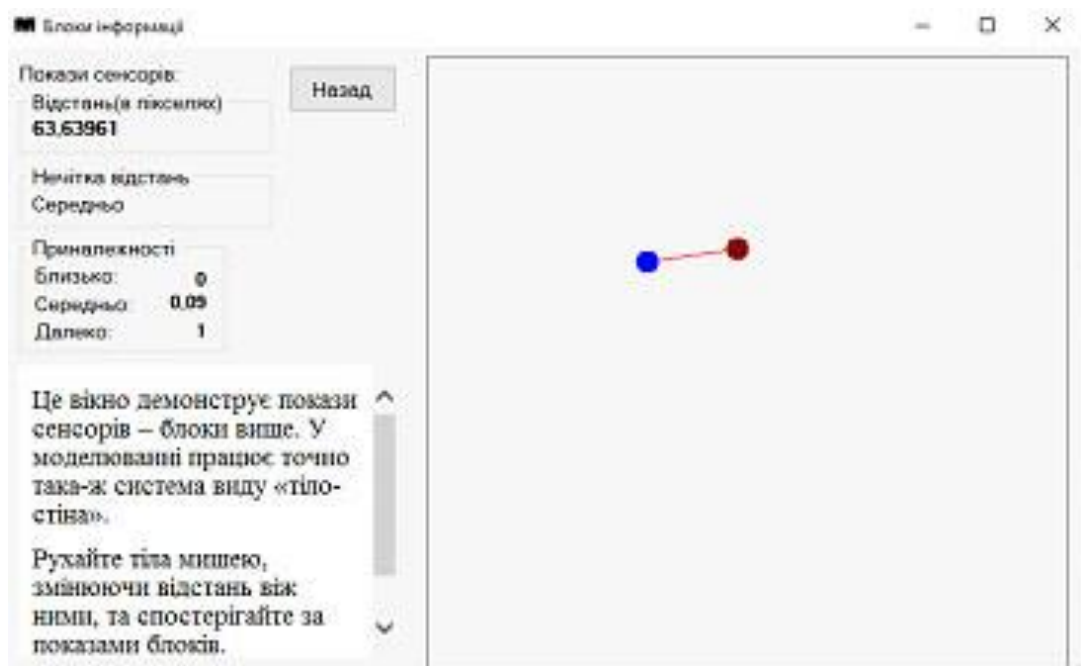 Блоки інформації
Покази сенсорів:
Назад
Відстань(в пікселях)
63,63961
Нечітка відстань
Середньо
Приналежності
Близько: 0
Середньо: 0,09
Далеко: 1
Це вікно демонструє покази
сенсорів – блоки вище. У
моделюванні працює точно
така-ж система виду «тіло-
стіна».
Рухайте тіла мишею,
змінюючи відстань віж
ними, та спостерігайте за
показами блоків.